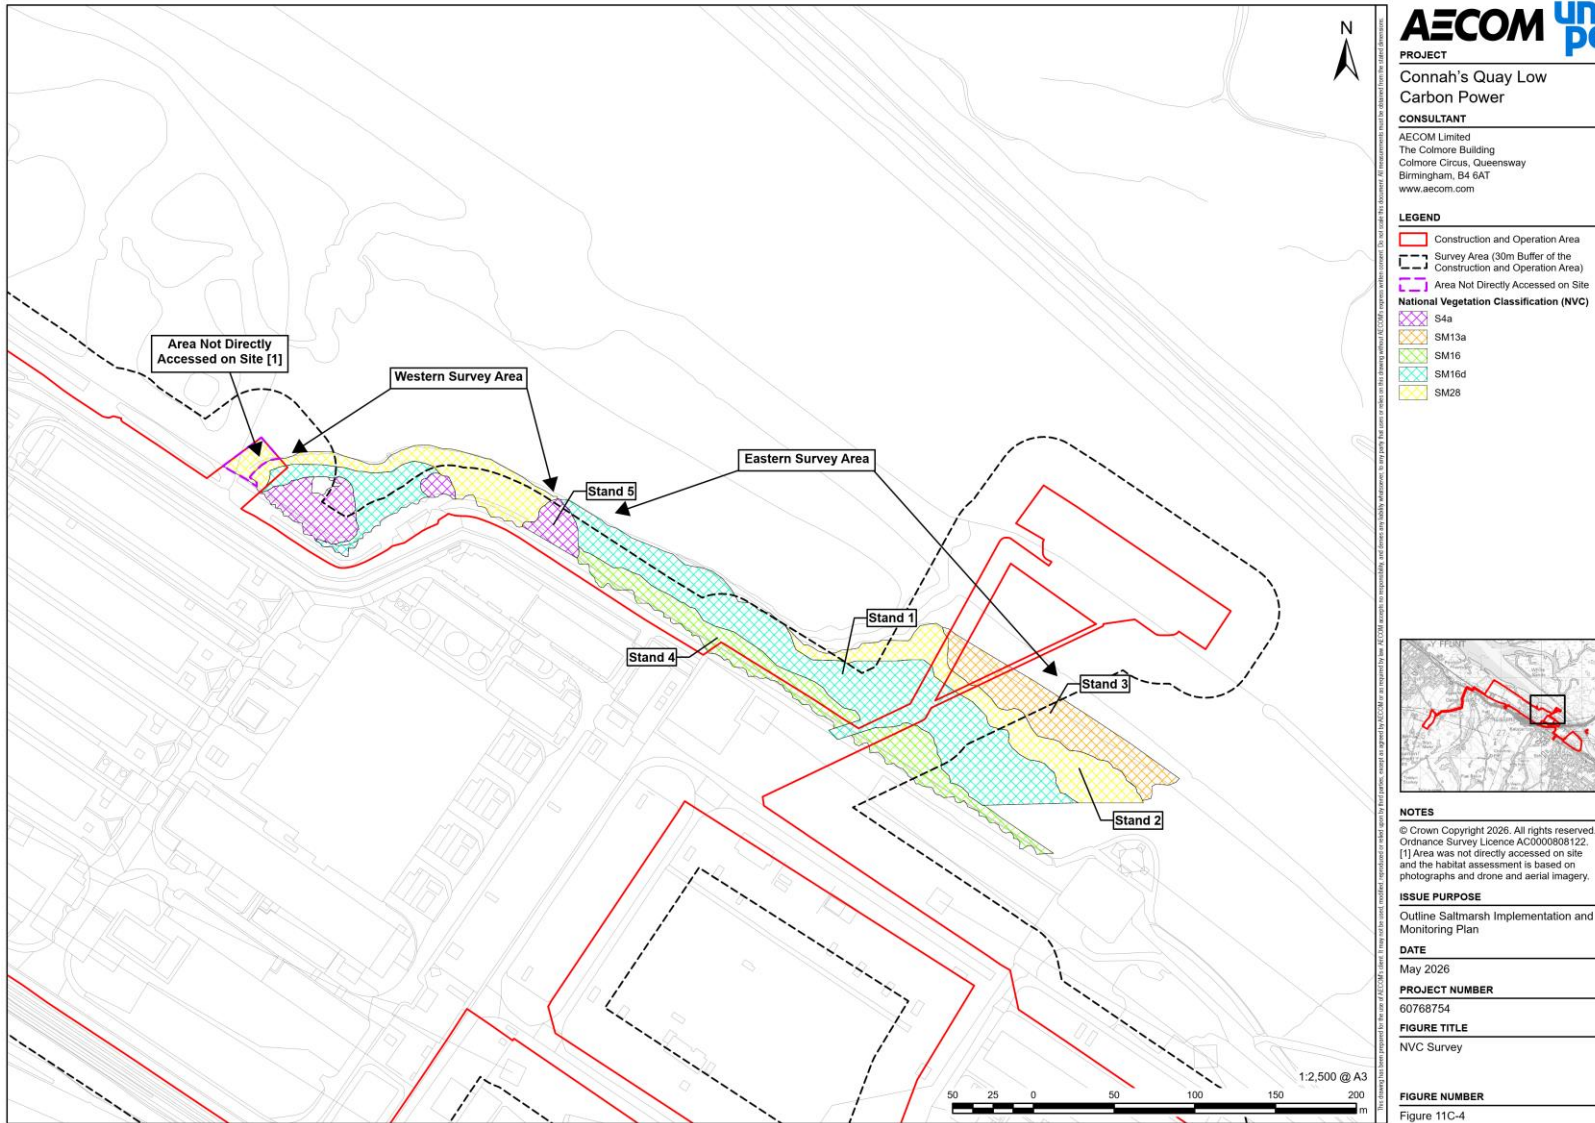 N
Area Not Directly
Accessed on Site [1]
Western Survey Area
Eastern Survey Area
Stand 5
Stand 1
Stand 4
Stand 3
Stand 2
1:2,500 @ A3
50 25 0 50 100 150 200
m
AECOM
PROJECT
Connah's Quay Low
Carbon Power
CONSULTANT
AECOM Limited
The Colmore Building
Colmore Circus, Queensway
Birmingham, B4 6AT
www.aecom.com
LEGEND
Construction and Operation Area
Survey Area (30m Buffer of the
Construction and Operation Area)
Area Not Directly Accessed on Site
National Vegetation Classification (NVC)
S4a
SM13a
SM16
SM16d
SM28
NOTES
© Crown Copyright 2026. All rights reserved.
Ordnance Survey Licence AC0000808122.
[1] Area was not directly accessed on site
and the habitat assessment is based on
photographs and drone and aerial imagery.
ISSUE PURPOSE
Outline Saltmarsh Implementation and
Monitoring Plan
DATE
May 2026
PROJECT NUMBER
60768754
FIGURE TITLE
NVC Survey
FIGURE NUMBER
Figure 11C-4